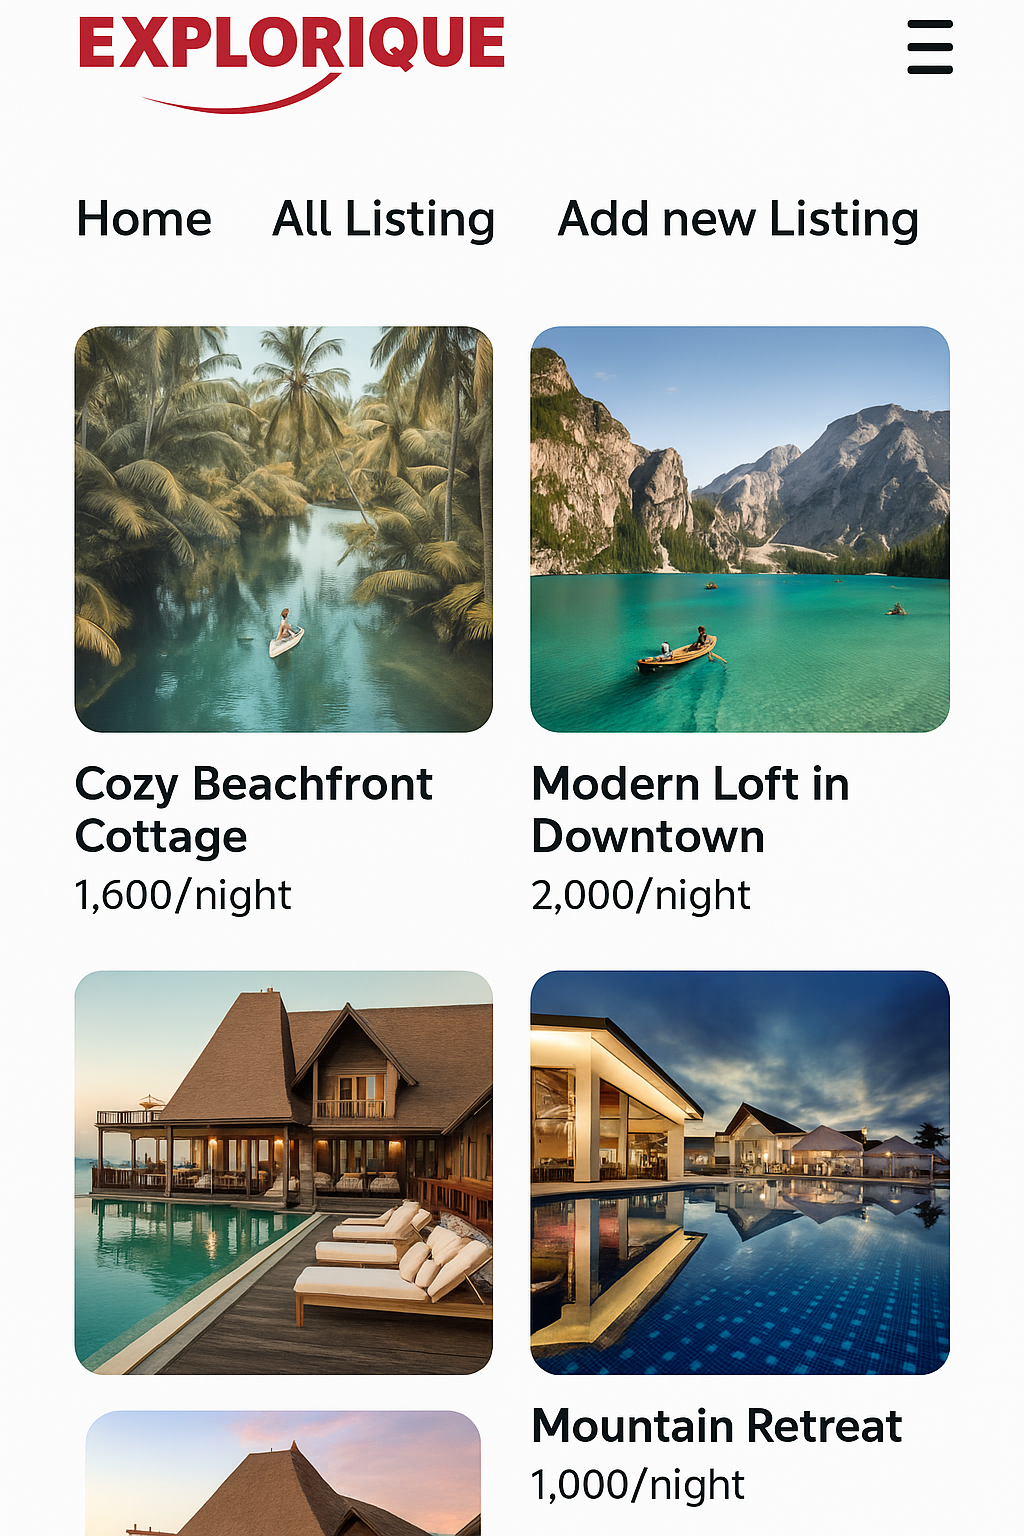 EXPLORIQUE
Home All Listing Add new Listing
Cozy Beachfront
Cottage
1,600/night
Modern Loft in
Downtown
2,000/night
Mountain Retreat
1,000/night